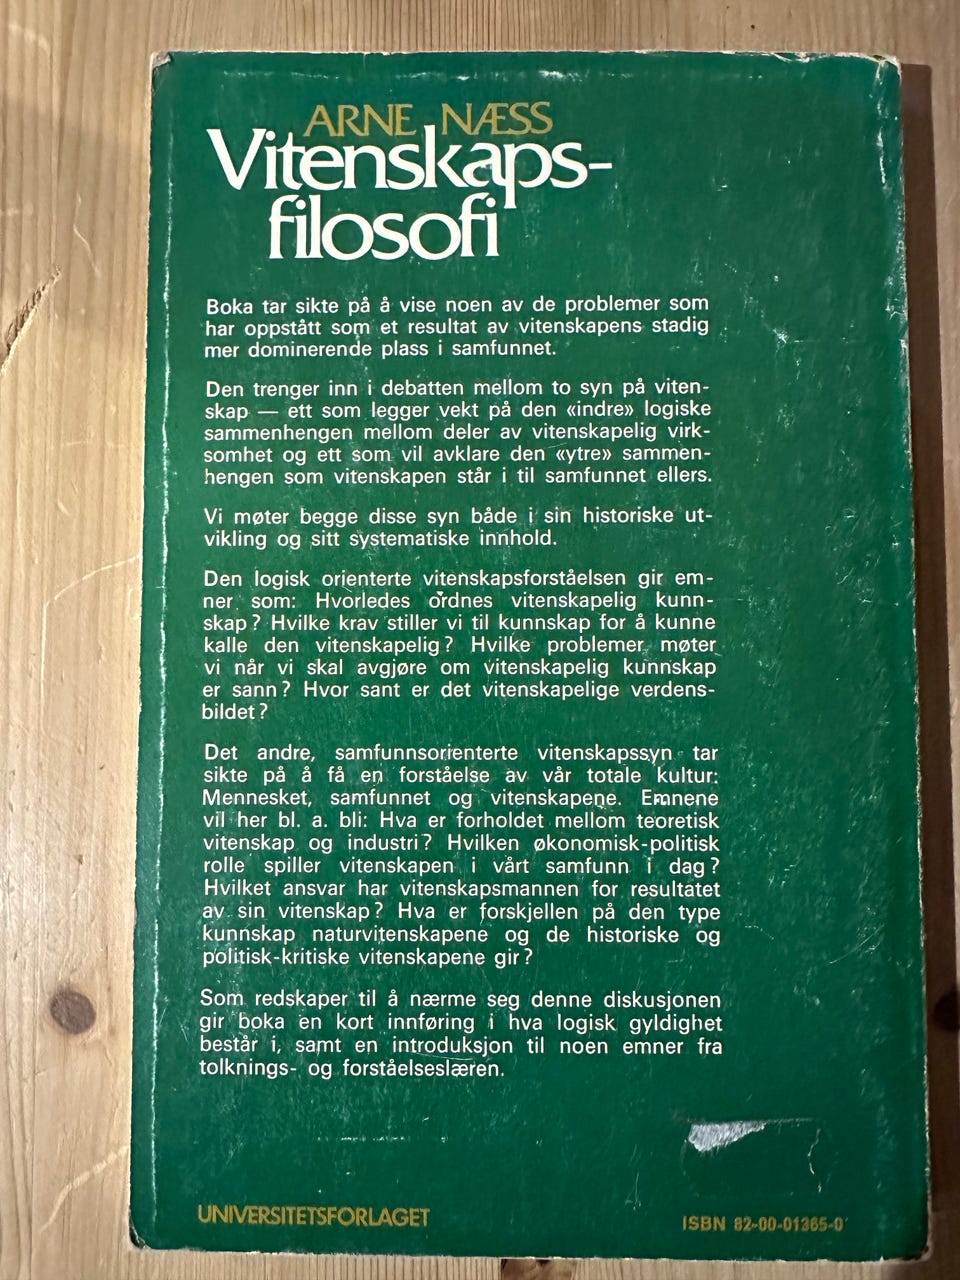 ARNE NÆSS
Vitenskaps-
filosofi
Boka tar sikte på å vise noen av de problemer som
har oppstått som et resultat av vitenskapens stadig
mer dominerende plass i samfunnet.
Den trenger inn i debatten mellom to syn på viten-
skap — ett som legger vekt på den «indre» logiske
sammenhengen mellom deler av vitenskapelig virk-
somhet og ett som vil avklare den «ytre» sammen-
hengen som vitenskapen står i til samfunnet ellers.
Vi møter begge disse syn både i sin historiske ut-
vikling og sitt systematiske innhold.
Den logisk orienterte vitenskapsforståelsen gir em-
ner som: Hvorledes ordnes vitenskapelig kunn-
skap? Hvilke krav stiller vi til kunnskap for å kunne
kalle den vitenskapelig? Hvilke problemer møter
vi når vi skal avgjøre om vitenskapelig kunnskap
er sann? Hvor sant er det vitenskapelige verdens-
bildet?
Det andre, samfunnsorienterte vitenskapssyn tar
sikte på å få en forståelse av vår totale kultur:
Mennesket, samfunnet og vitenskapene. Emnene
vil her bl. a. bli: Hva er forholdet mellom teoretisk
vitenskap og industri? Hvilken økonomisk-politisk
rolle spiller vitenskapen i vårt samfunn i dag?
Hvilket ansvar har vitenskapsmannen for resultatet
av sin vitenskap? Hva er forskjellen på den type
kunnskap naturvitenskapene og de historiske og
politisk-kritiske vitenskapene gir?
Som redskaper til å nærme seg denne diskusjonen
gir boka en kort innføring i hva logisk gyldighet
består i, samt en introduksjon til noen emner fra
tolknings- og forståelseslæren.
UNIVERSITETSFORLAGET
ISBN 82-00-01365-0